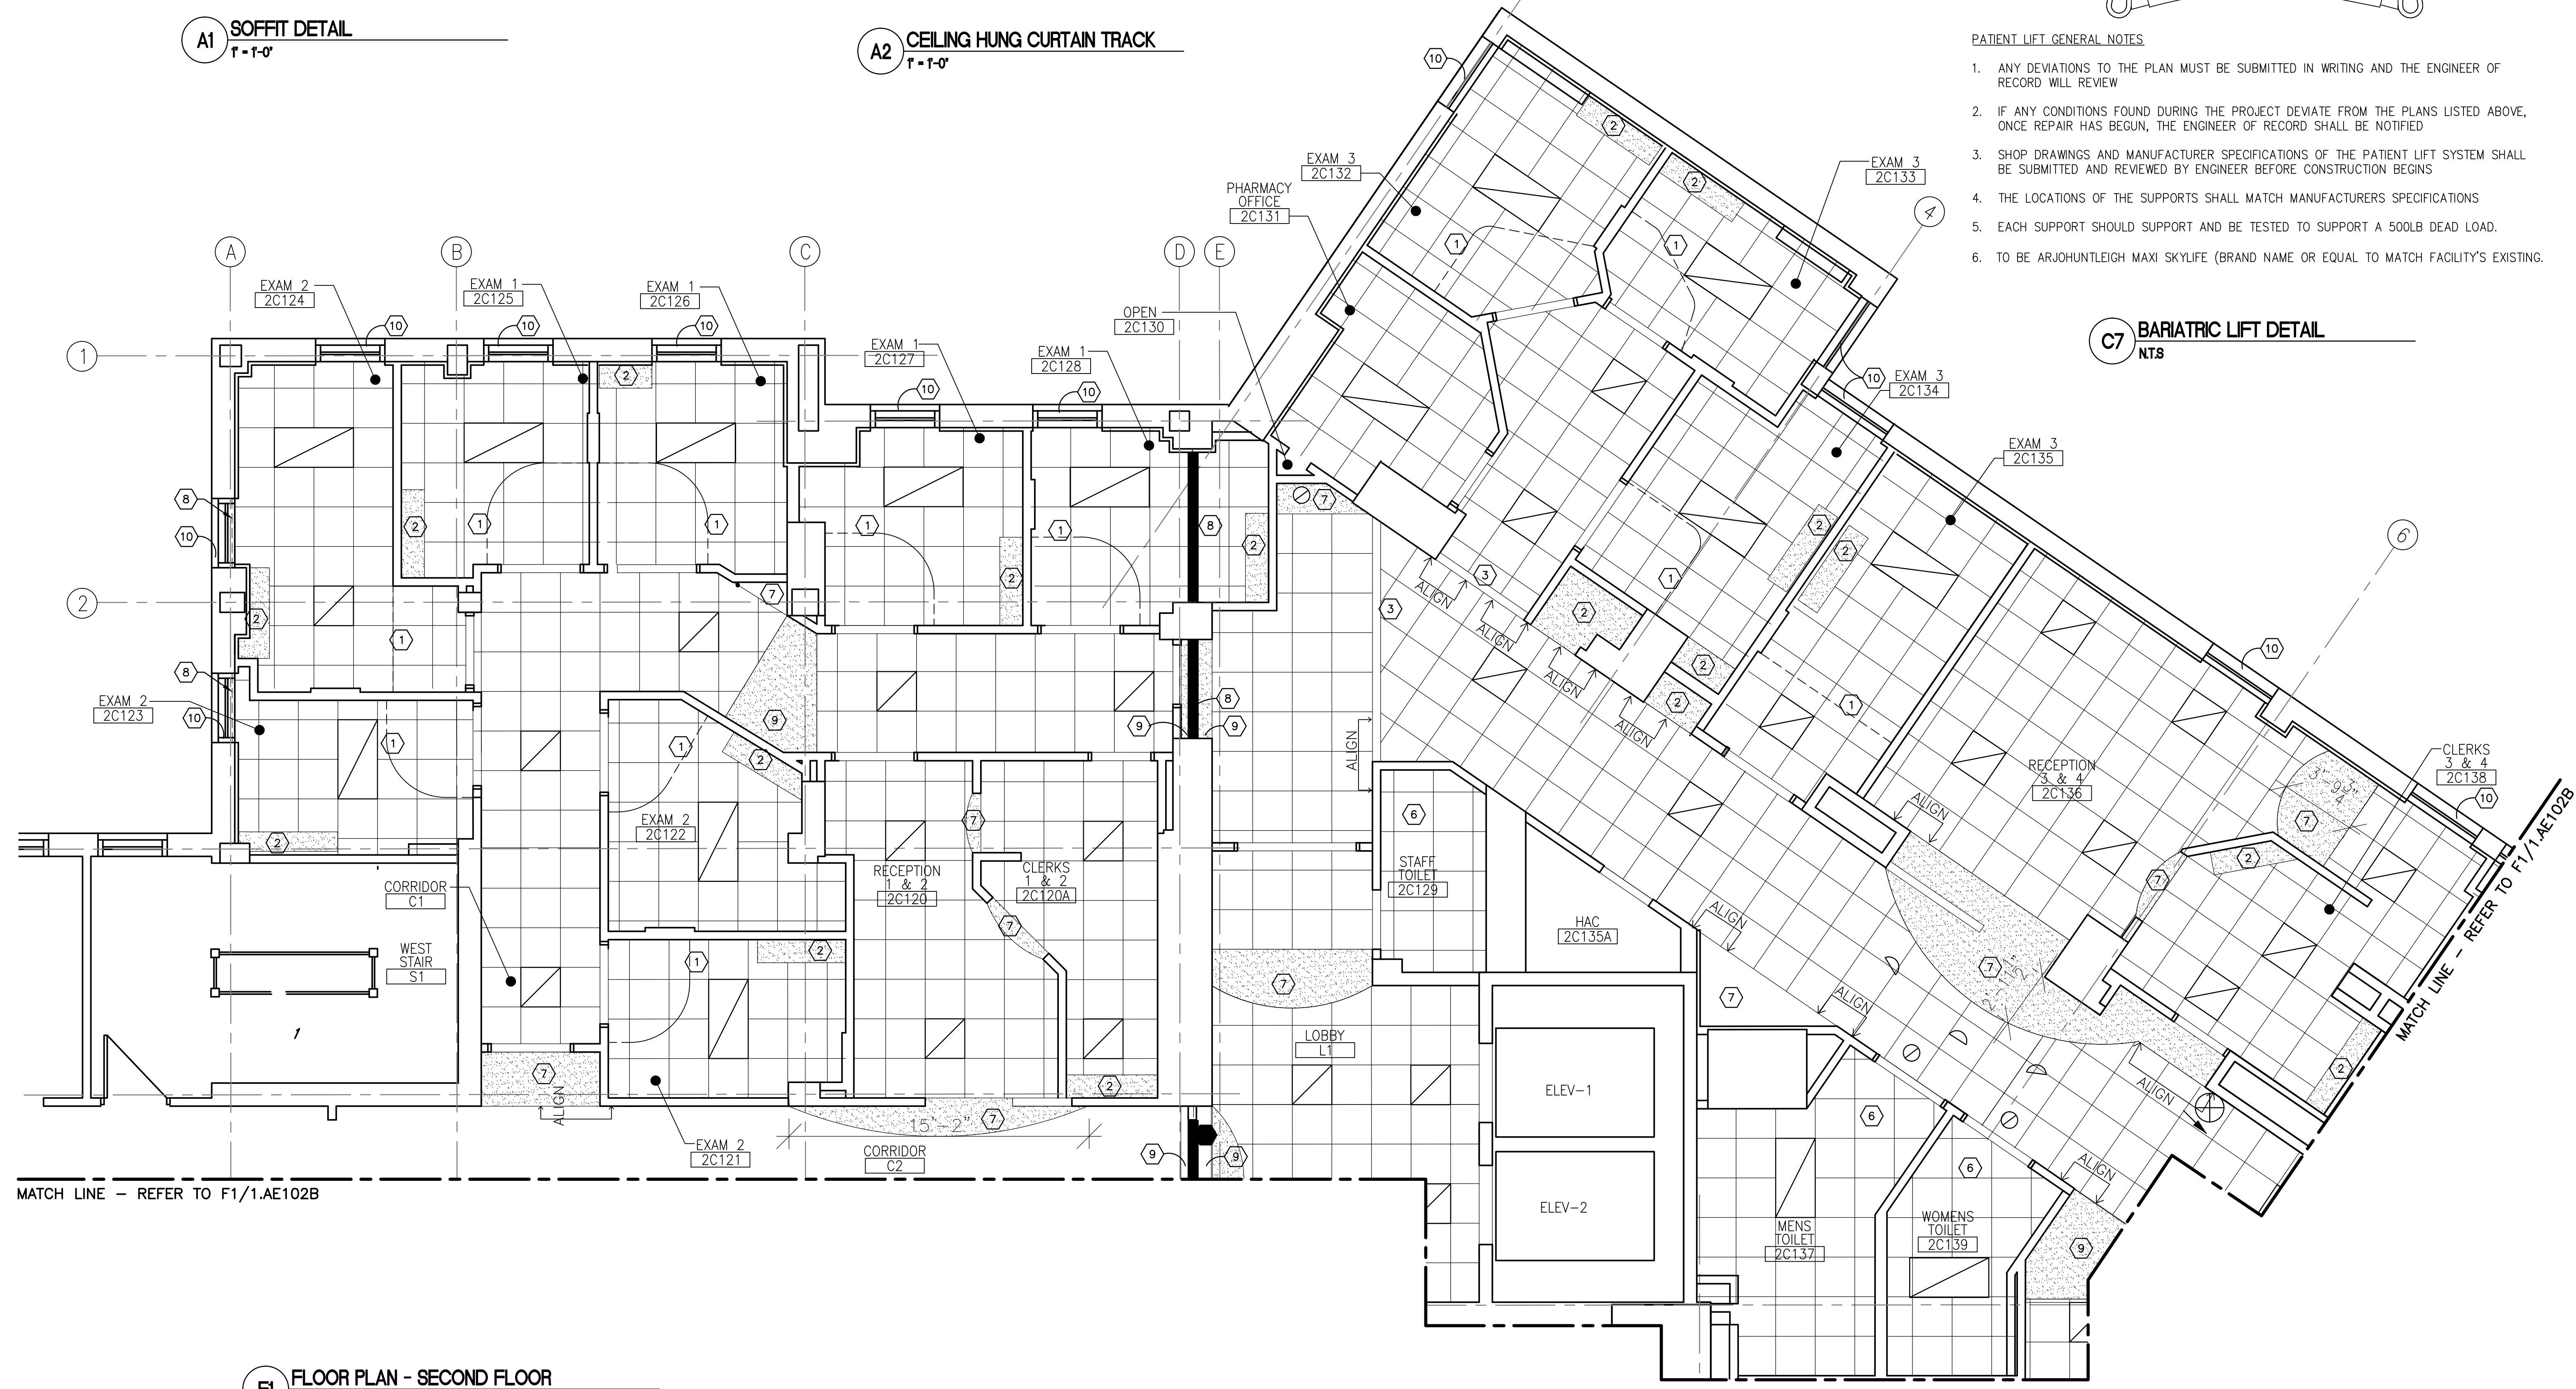 A1 SOFFIT DETAIL
1" = 1'-0"
A2 CEILING HUNG CURTAIN TRACK
1" = 1'-0"
PATIENT LIFT GENERAL NOTES
1. ANY DEVIATIONS TO THE PLAN MUST BE SUBMITTED IN WRITING AND THE ENGINEER OF
RECORD WILL REVIEW
2. IF ANY CONDITIONS FOUND DURING THE PROJECT DEVIATE FROM THE PLANS LISTED ABOVE,
ONCE REPAIR HAS BEGUN, THE ENGINEER OF RECORD SHALL BE NOTIFIED
3. SHOP DRAWINGS AND MANUFACTURER SPECIFICATIONS OF THE PATIENT LIFT SYSTEM SHALL
BE SUBMITTED AND REVIEWED BY ENGINEER BEFORE CONSTRUCTION BEGINS
4. THE LOCATIONS OF THE SUPPORTS SHALL MATCH MANUFACTURERS SPECIFICATIONS
5. EACH SUPPORT SHOULD SUPPORT AND BE TESTED TO SUPPORT A 500LB DEAD LOAD.
6. TO BE ARJOHUNTLEIGH MAXI SKYLIFE (BRAND NAME OR EQUAL TO MATCH FACILITY'S EXISTING.
C7 BARIATRIC LIFT DETAIL
N.T.S
A
B
C
D
E
4
6
1
2
EXAM 2
2C124
EXAM 1
2C125
EXAM 1
2C126
EXAM 1
2C127
EXAM 1
2C128
OPEN
2C130
PHARMACY
OFFICE
2C131
EXAM 3
2C132
EXAM 3
2C133
EXAM 3
2C134
EXAM 3
2C135
EXAM 2
2C123
EXAM 2
2C122
EXAM 2
2C121
CORRIDOR
C1
WEST
STAIR
S1
1
RECEPTION
1 & 2
2C120
CLERKS
1 & 2
2C120A
15'-2"
CORRIDOR
C2
STAFF
TOILET
2C129
HAC
2C135A
LOBBY
L1
ELEV-1
ELEV-2
RECEPTION
3 & 4
2C136
CLERKS
3 & 4
2C138
MENS
TOILET
2C137
WOMENS
TOILET
2C139
ALIGN
ALIGN
ALIGN
ALIGN
ALIGN
ALIGN
ALIGN
ALIGN
ALIGN
ALIGN
ALIGN
MATCH LINE - REFER TO F1/1.AE102B
MATCH LINE - REFER TO F1/1.AE102B
FLOOR PLAN - SECOND FLOOR